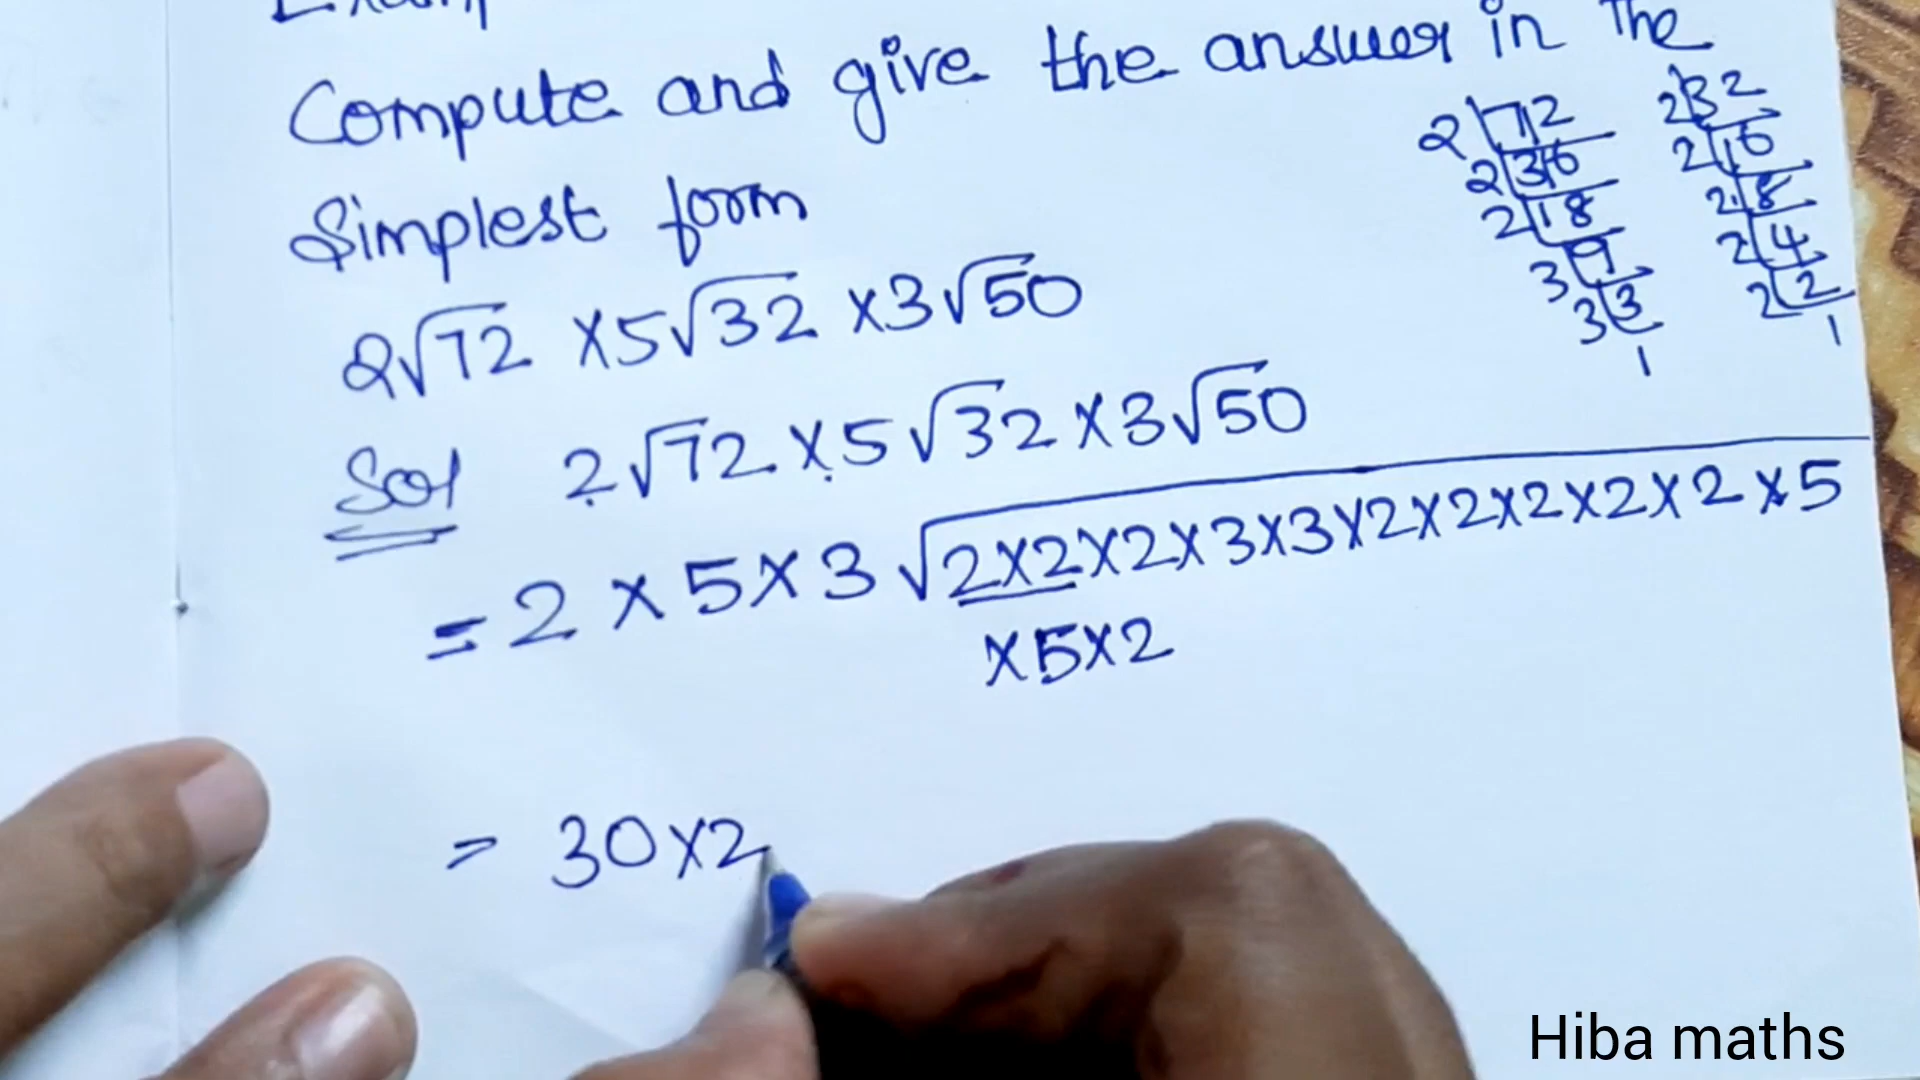 Compute and give the answer in the
Simplest form
2√72 ×5√32 ×3√50
2 72
2 36
2 18
3 9
3 3
1
2 32
2 16
2 8
2 4
2 2
1
Sol 2√72 × 5√32 × 3√50
= 2 × 5 × 3 √2×2×2×3×3×2×2×2×2×2×5
×5×2
= 30×2
Hiba maths